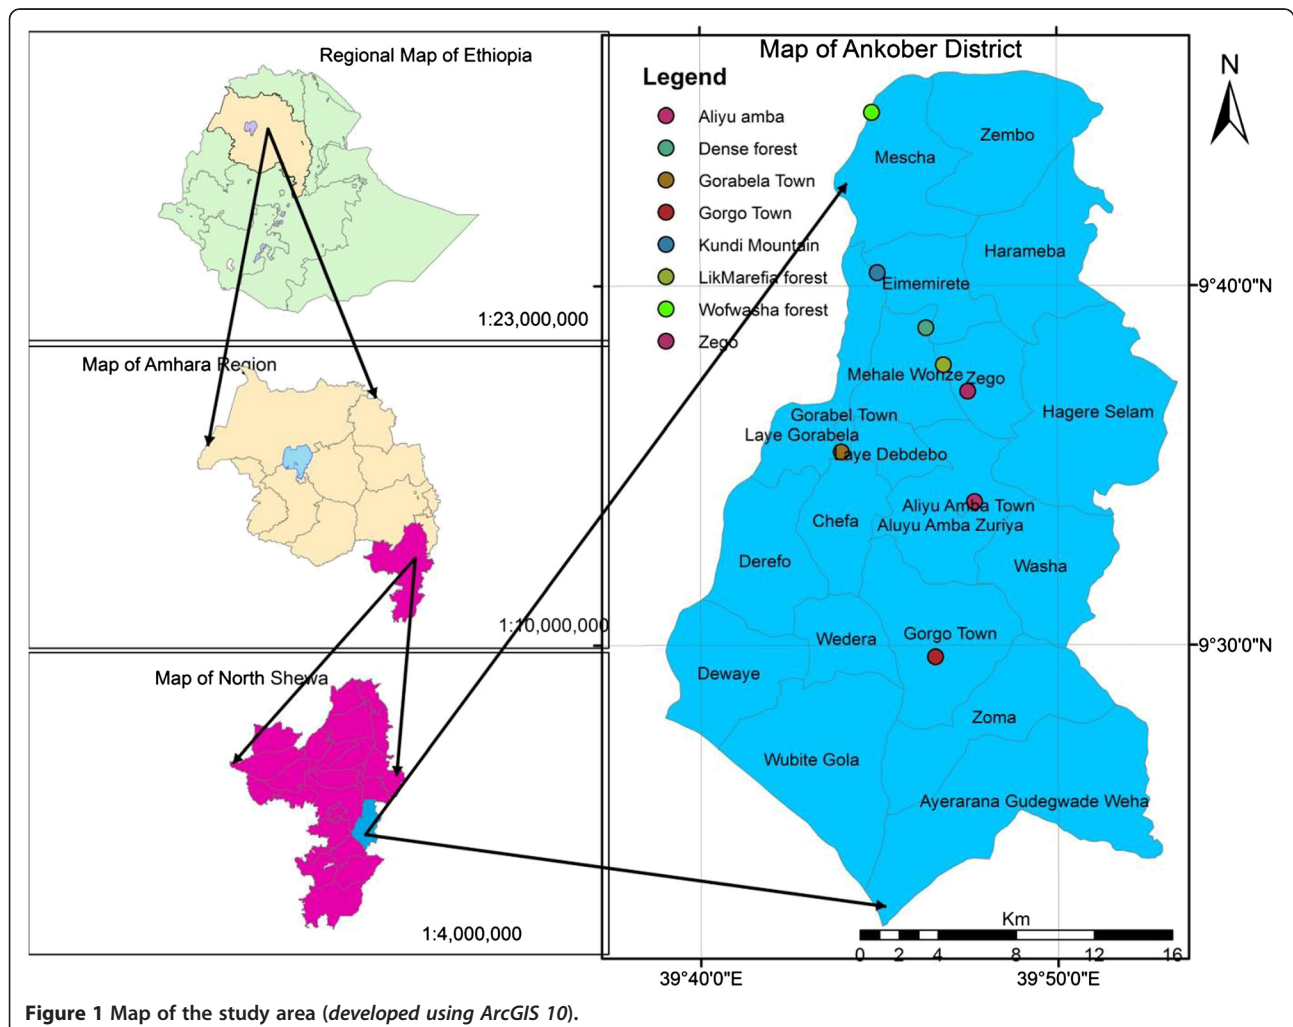 Regional Map of Ethiopia
1:23,000,000
Map of Amhara Region
1:10,000,000
Map of North Shewa
1:4,000,000
Map of Ankober District
Legend
Aliyu amba
Dense forest
Gorabela Town
Gorgo Town
Kundi Mountain
LikMarefia forest
Wofwasha forest
Zego
N
Zembo
Mescha
Harameba
Eimemirete
Mehale Wonze
Zego
Hagere Selam
Gorabel Town
Laye Gorabela
Laye Debdebo
Aliyu Amba Town
Chefa
Aluyu Amba Zuriya
Derefo
Washa
Wedera
Gorgo Town
Dewaye
Zoma
Wubite Gola
Ayerarana Gudegwade Weha
9°40'0"N
9°30'0"N
Km
0 2 4 8 12 16
39°40'0"E
39°50'0"E
Figure 1 Map of the study area (developed using ArcGIS 10).